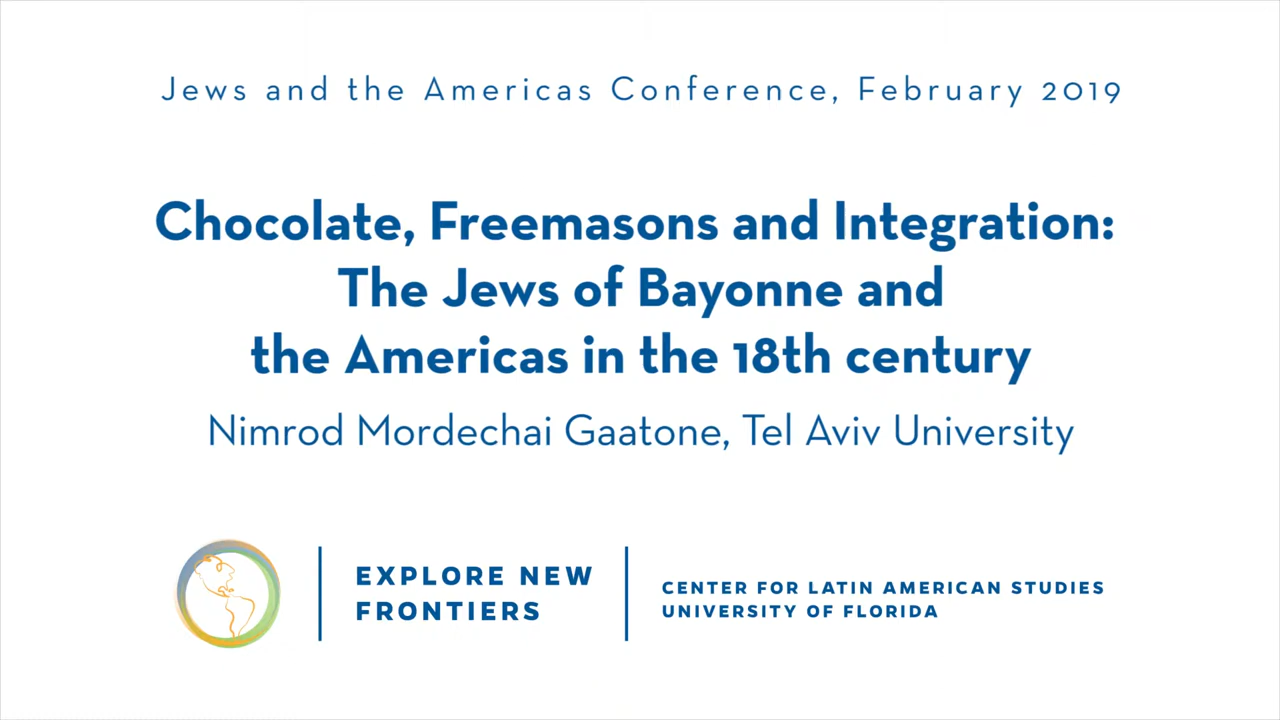 Jews and the Americas Conference, February 2019
Chocolate, Freemasons and Integration:
The Jews of Bayonne and
the Americas in the 18th century
Nimrod Mordechai Gaatone, Tel Aviv University
EXPLORE NEW
FRONTIERS
CENTER FOR LATIN AMERICAN STUDIES
UNIVERSITY OF FLORIDA